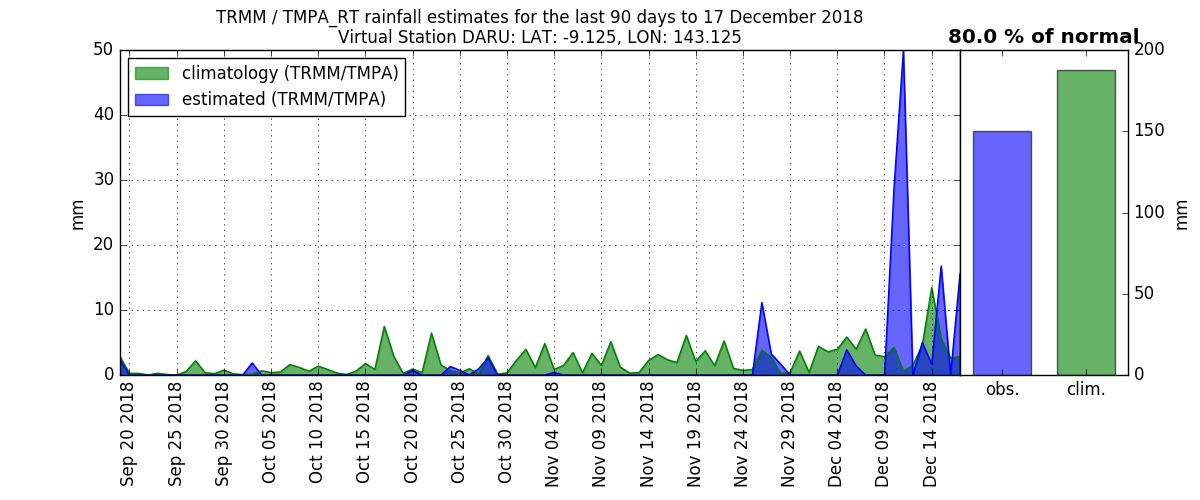 TRMM / TMPA_RT rainfall estimates for the last 90 days to 17 December 2018
Virtual Station DARU: LAT: -9.125, LON: 143.125
80.0 % of normal
climatology (TRMM/TMPA)
estimated (TRMM/TMPA)
50
40
30
20
10
0
mm
200
150
100
50
0
mm
Sep 20 2018
Sep 25 2018
Sep 30 2018
Oct 05 2018
Oct 10 2018
Oct 15 2018
Oct 20 2018
Oct 25 2018
Oct 30 2018
Nov 04 2018
Nov 09 2018
Nov 14 2018
Nov 19 2018
Nov 24 2018
Nov 29 2018
Dec 04 2018
Dec 09 2018
Dec 14 2018
obs.
clim.